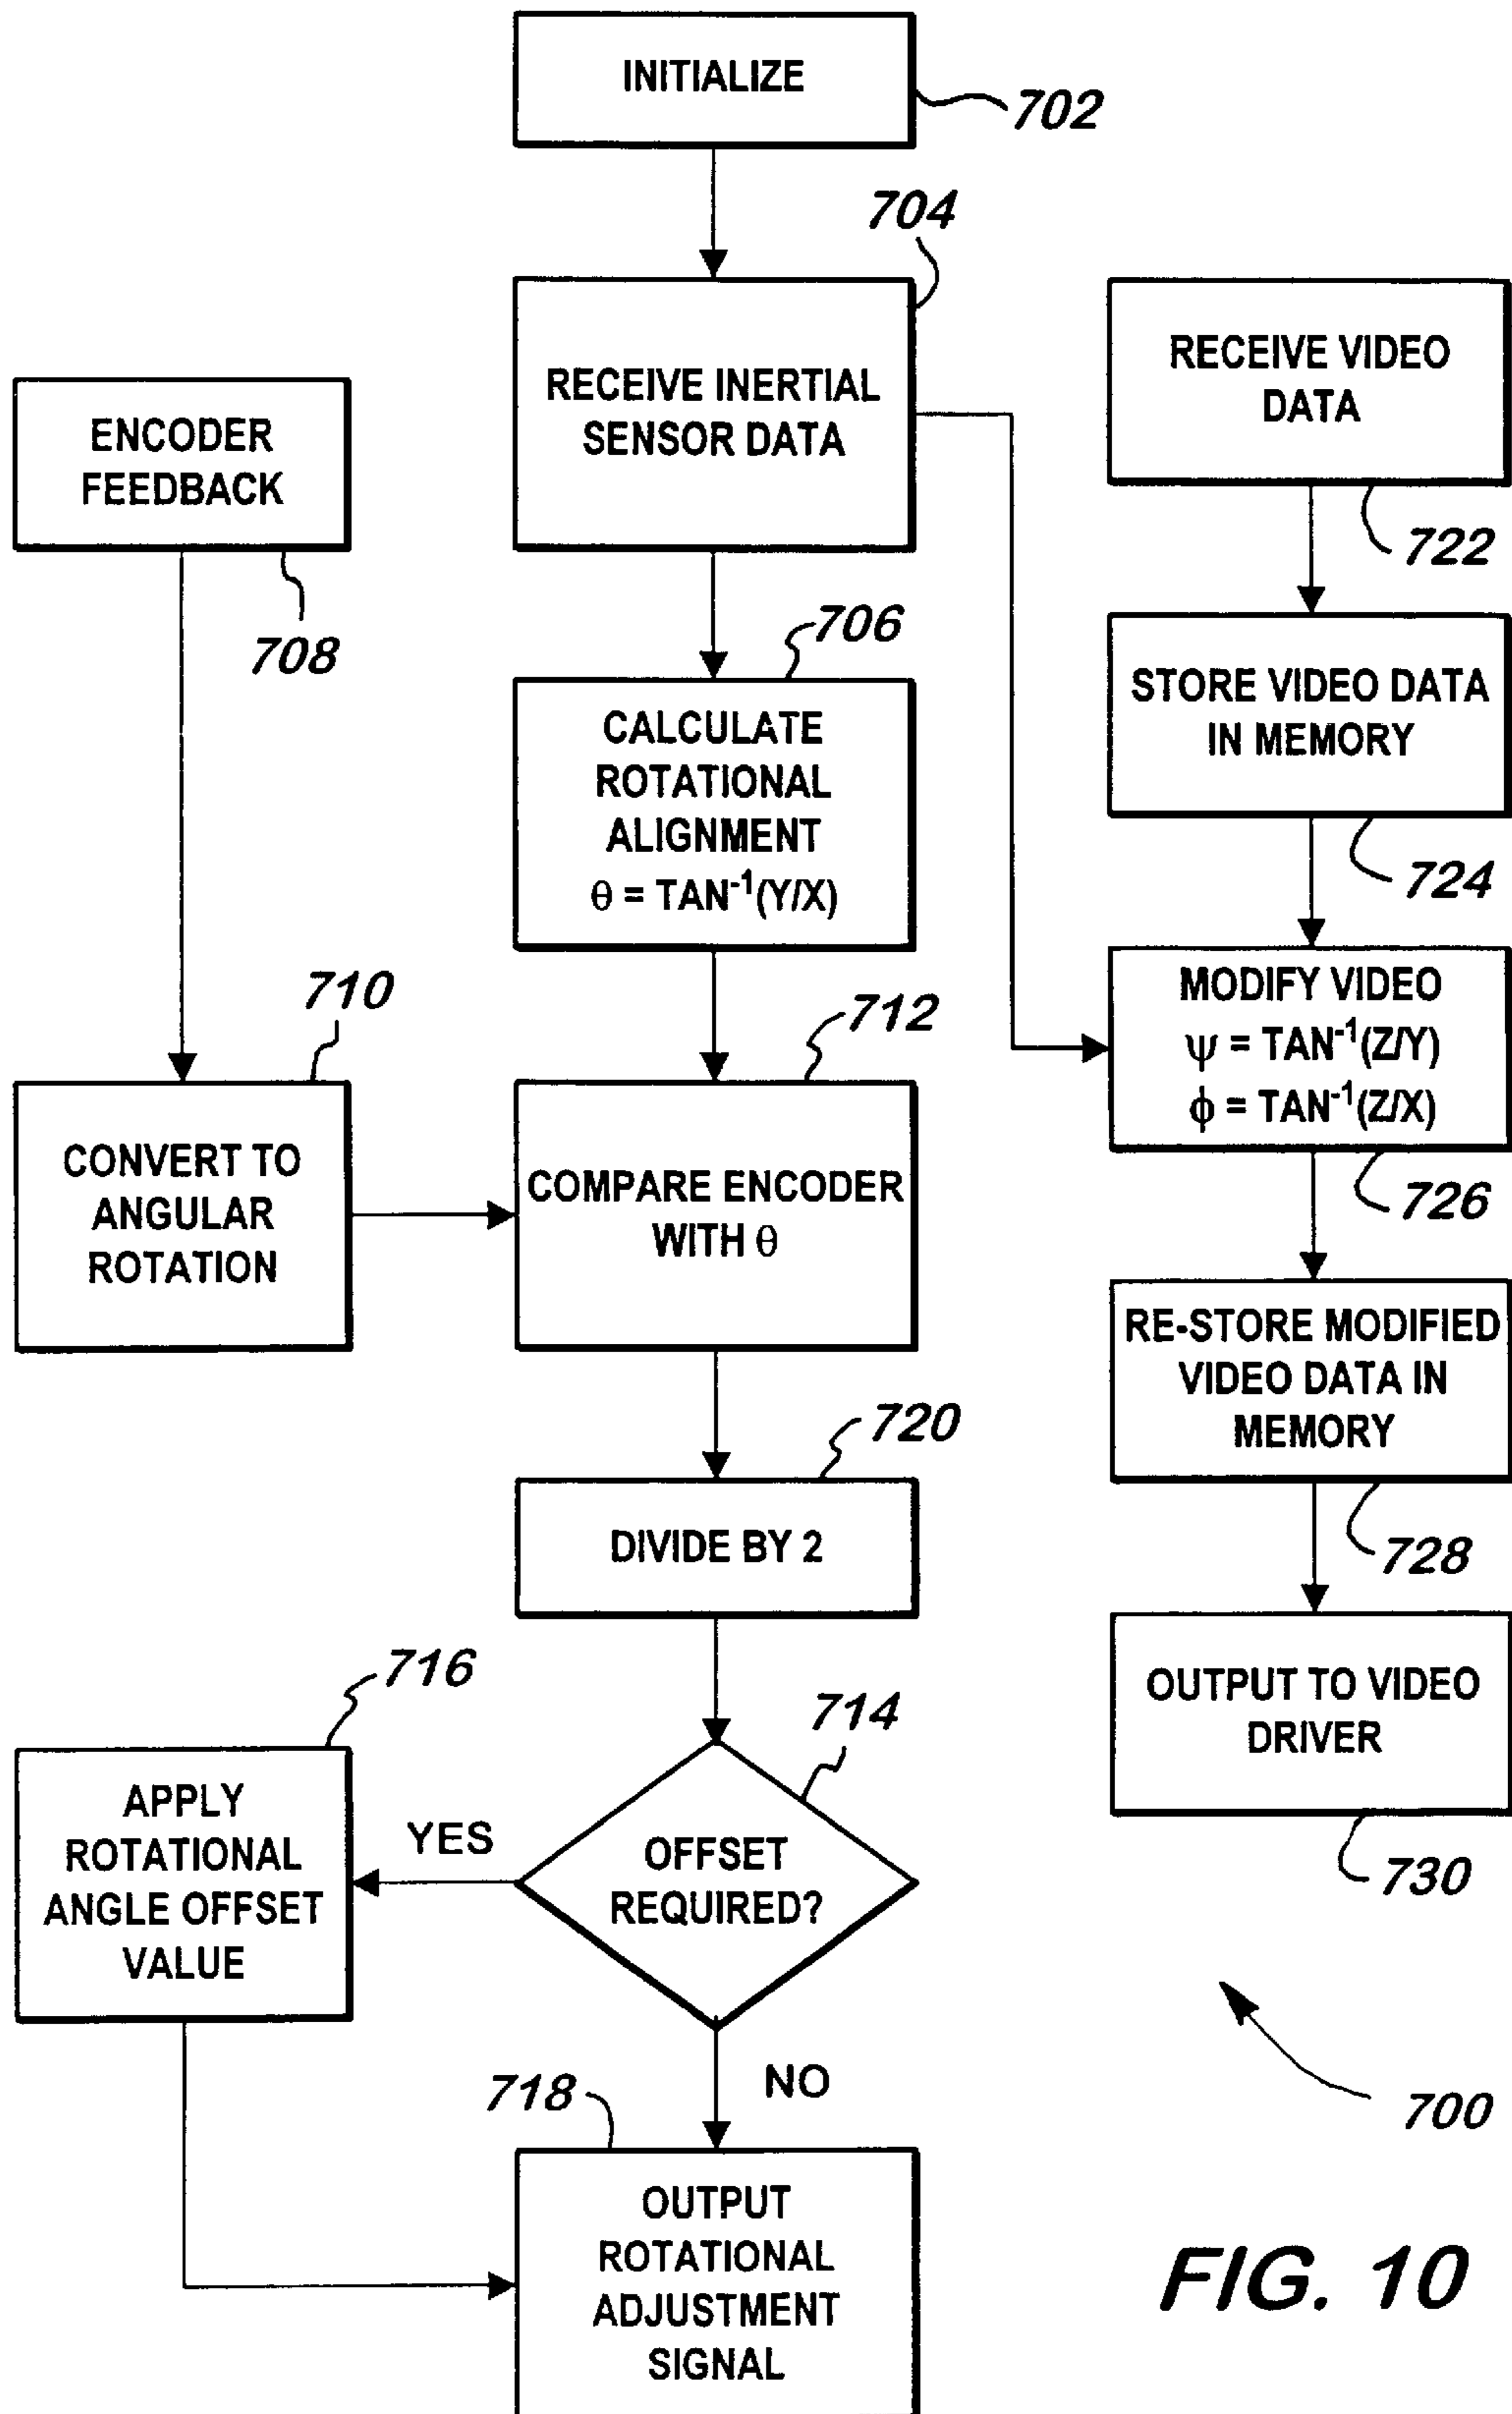 INITIALIZE
702
704
RECEIVE INERTIAL
SENSOR DATA
RECEIVE VIDEO
DATA
722
ENCODER
FEEDBACK
708
706
CALCULATE
ROTATIONAL
ALIGNMENT
θ = TAN⁻¹(Y/X)
STORE VIDEO DATA
IN MEMORY
724
710
CONVERT TO
ANGULAR
ROTATION
712
COMPARE ENCODER
WITH θ
MODIFY VIDEO
ψ = TAN⁻¹(Z/Y)
ϕ = TAN⁻¹(Z/X)
726
RE-STORE MODIFIED
VIDEO DATA IN
MEMORY
728
720
DIVIDE BY 2
OUTPUT TO VIDEO
DRIVER
730
716
APPLY
ROTATIONAL
ANGLE OFFSET
VALUE
YES
714
OFFSET
REQUIRED?
NO
718
OUTPUT
ROTATIONAL
ADJUSTMENT
SIGNAL
700
FIG. 10